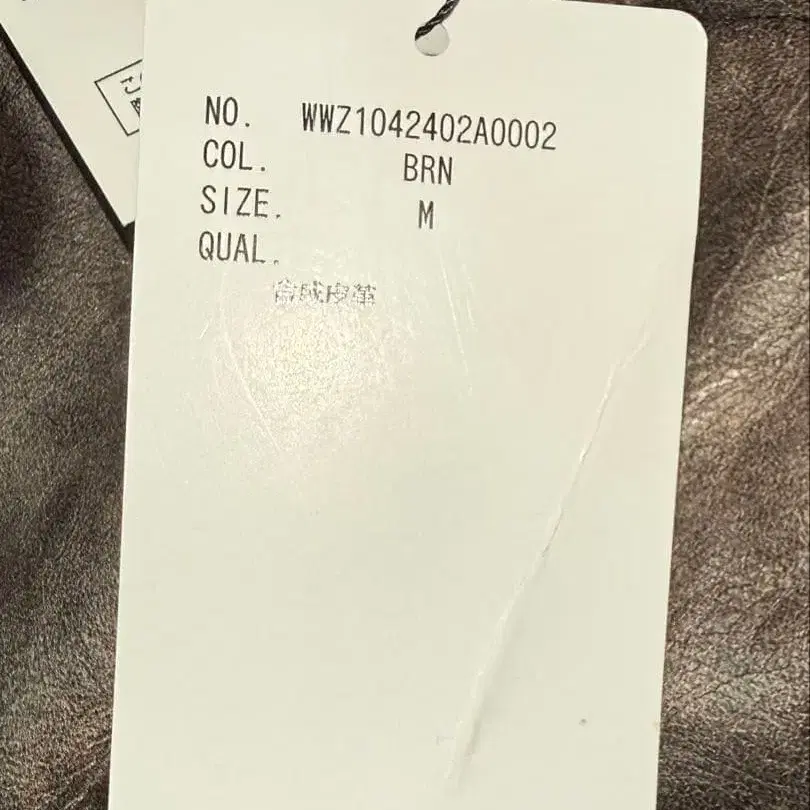 NO. WWZ1042402A0002
COL. BRN
SIZE. M
QUAL.
合成皮革